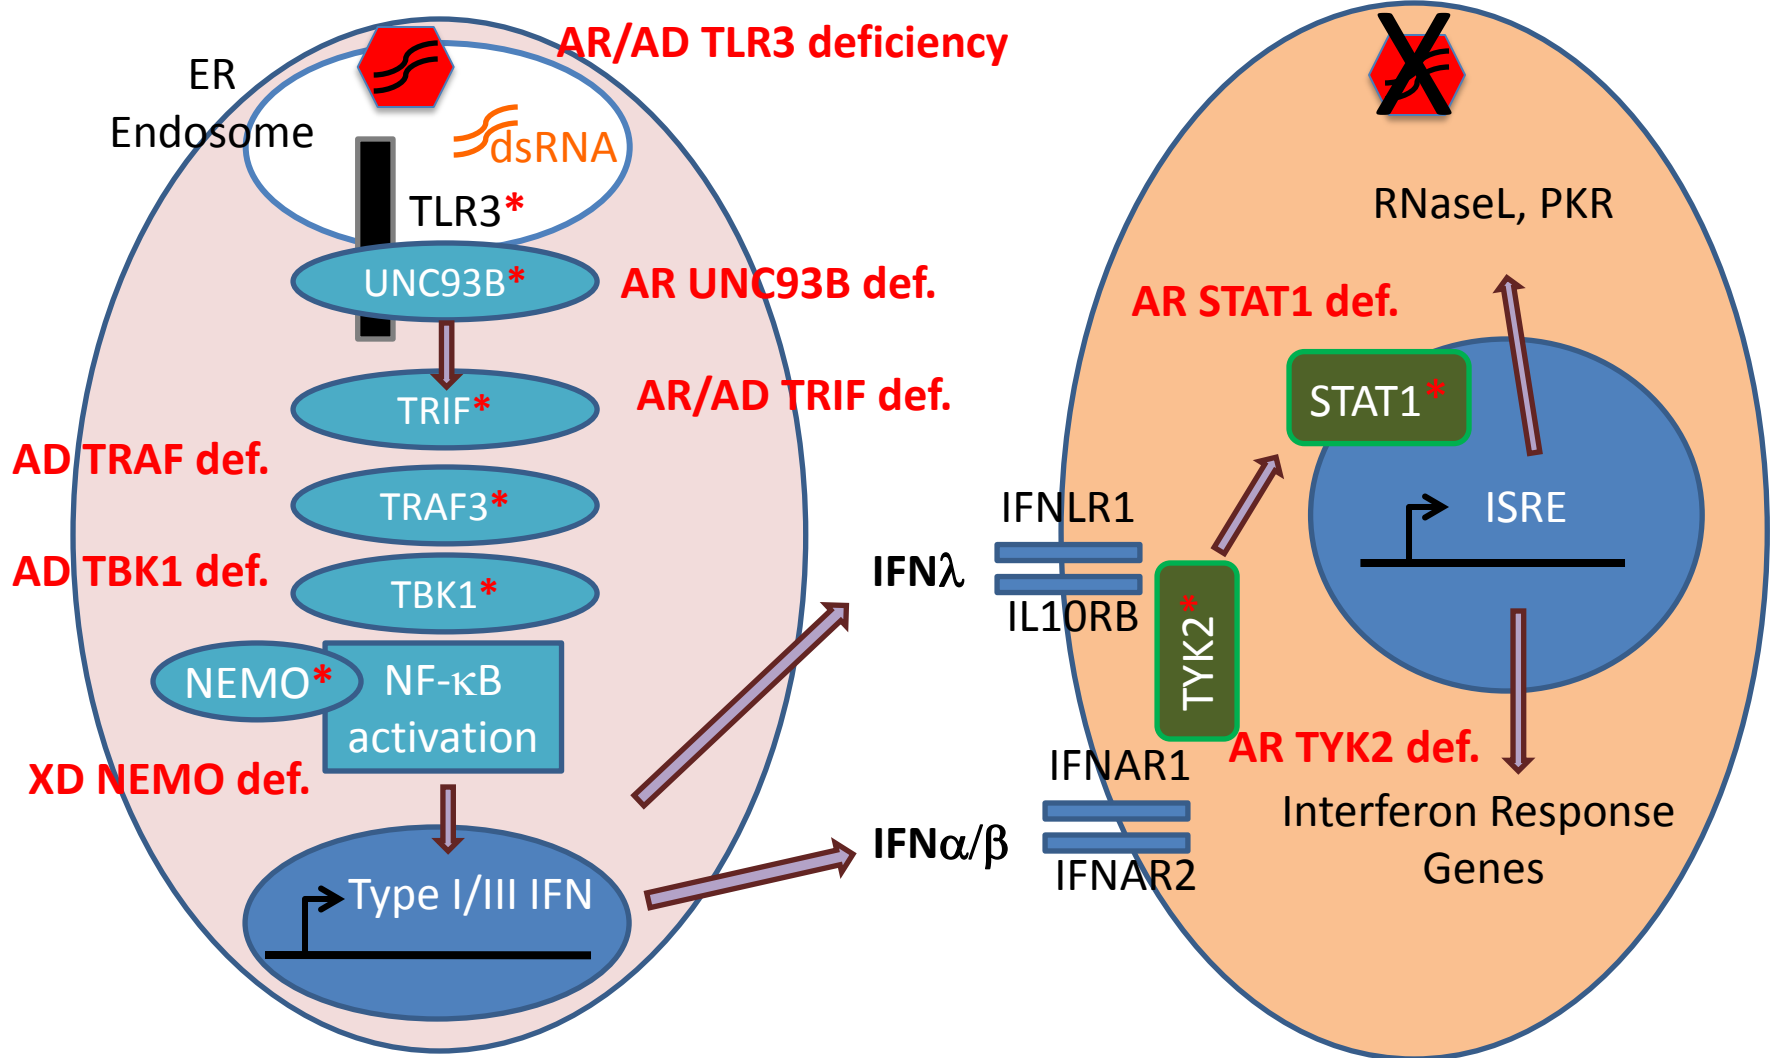 AR/AD TLR3 deficiency
ER
Endosome
dsRNA
TLR3*
UNC93B*
AR UNC93B def.
TRIF*
AR/AD TRIF def.
AD TRAF def.
TRAF3*
AD TBK1 def.
TBK1*
NEMO*
NF-κB
activation
XD NEMO def.
Type I/III IFN
IFNλ
IFNα/β
IFNLR1
IL10RB
TYK2*
IFNAR1
IFNAR2
AR TYK2 def.
AR STAT1 def.
STAT1*
RNaseL, PKR
ISRE
Interferon Response
Genes